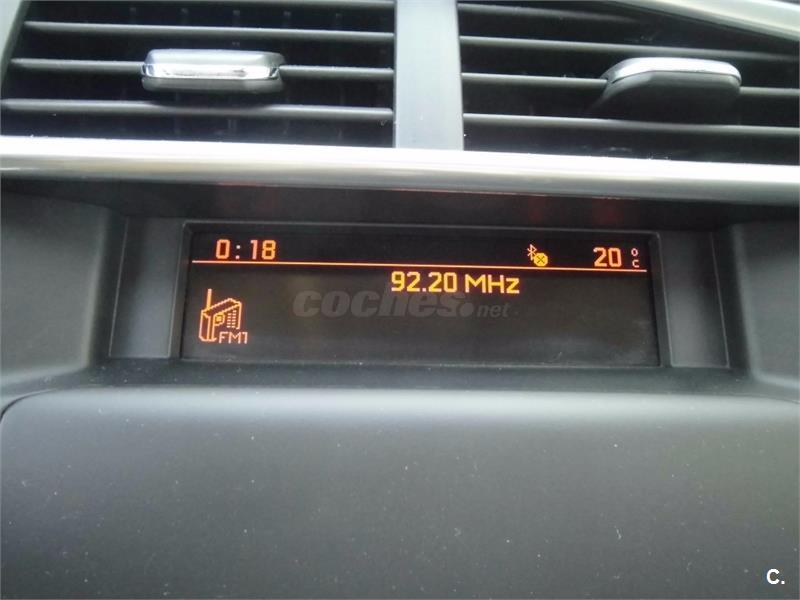 0:18 20 °C
92.20 MHz
coches.net
FM1
C.